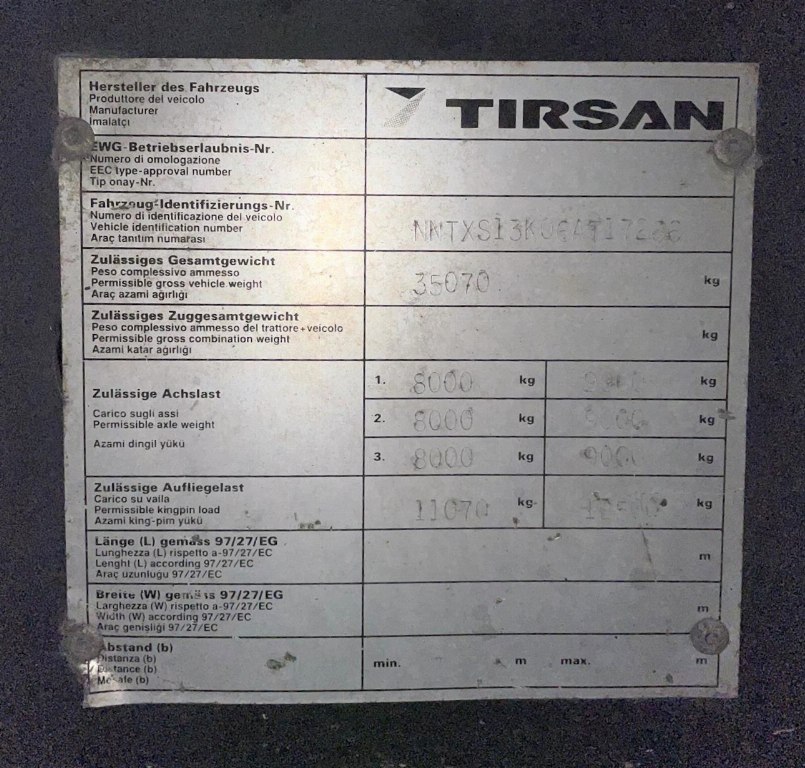 Hersteller des Fahrzeugs
Produttore del veicolo
Manufacturer
İmalatçı
TIRSAN
EWG-Betriebserlaubnis-Nr.
Numero di omologazione
EEC type-approval number
Tip onay-Nr.
Fahrzeug-Identifizierungs-Nr.
Numero di identificazione del veicolo
Vehicle identification number
Araç tanıtım numarası
Zulässiges Gesamtgewicht
Peso complessivo ammesso
Permissible gross vehicle weight
Araç azami ağırlığı
35070 kg
Zulässiges Zuggesamtgewicht
Peso complessivo ammesso del trattore+veicolo
Permissible gross combination weight
Azami katar ağırlığı
kg
Zulässige Achslast
Carico sugli assi
Permissible axle weight
Azami dingil yükü
1. 8000 kg kg
2. 8000 kg kg
3. 8000 kg kg
Zulässige Aufliegelast
Carico su valla
Permissible kingpin load
Azami king-pim yükü
11070 kg kg
Länge (L) gemäss 97/27/EG
Lunghezza (L) rispetto a-97/27/EC
Lenght (L) according 97/27/EC
Araç uzunluğu 97/27/EC
m
Breite (W) gemäss 97/27/EG
Larghezza (W) rispetto a-97/27/EC
Width (W) according 97/27/EC
Araç genişliği 97/27/EC
m
Abstand (b)
Distanza (b)
Distance (b)
min. m max. m